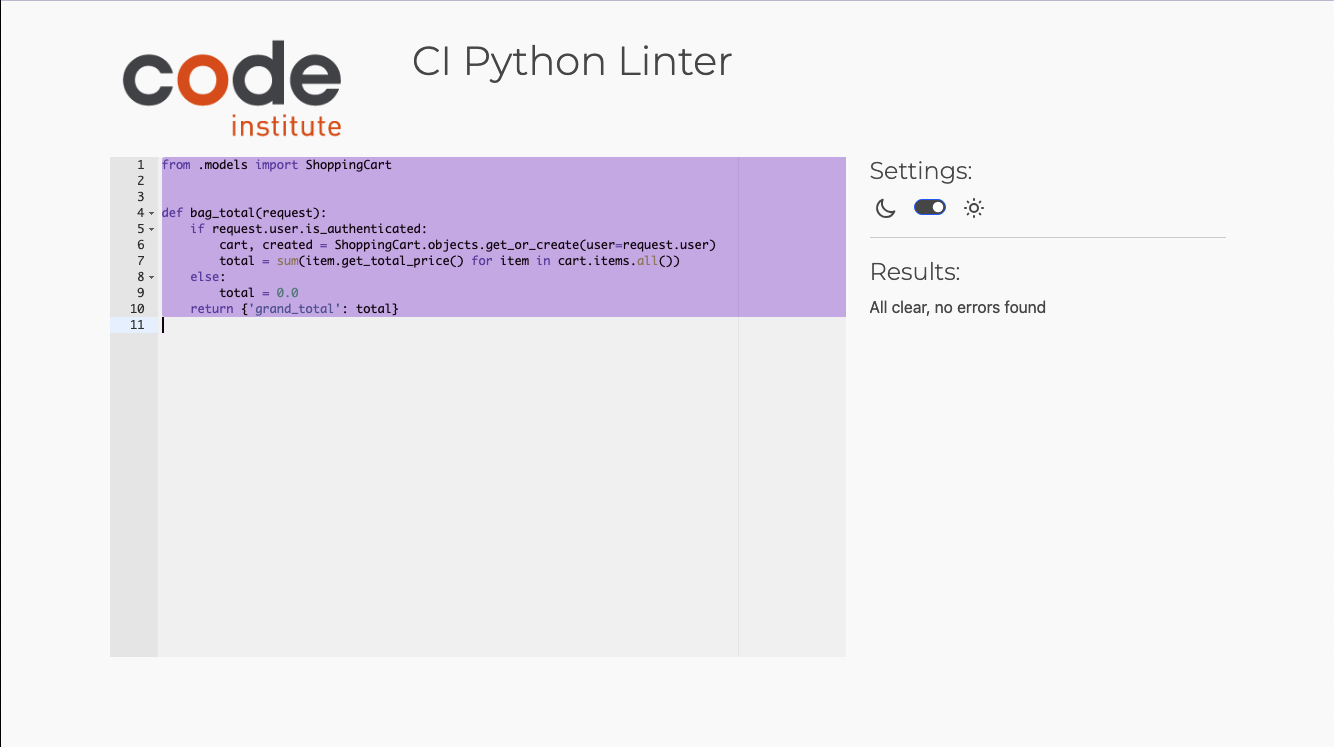 code
institute
CI Python Linter
1 from .models import ShoppingCart
2
3
4 def bag_total(request):
5     if request.user.is_authenticated:
6         cart, created = ShoppingCart.objects.get_or_create(user=request.user)
7         total = sum(item.get_total_price() for item in cart.items.all())
8     else:
9         total = 0.0
10     return {'grand_total': total}
11
Settings:
Results:
All clear, no errors found